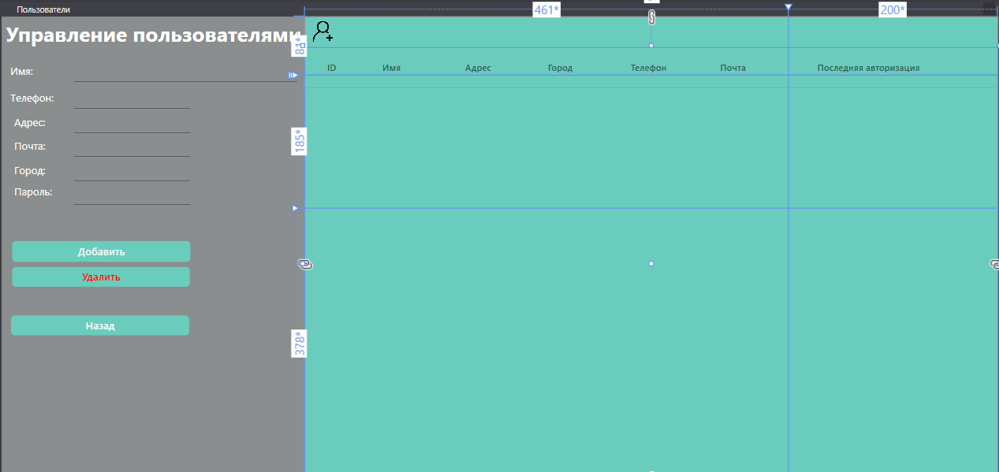 Пользователи
461*
200*
Управление пользователями
81*
ID Имя Адрес Город Телефон Почта Последняя авторизация
Имя:
Телефон:
Адрес:
185*
Почта:
Город:
Пароль:
Добавить
Удалить
Назад
378*